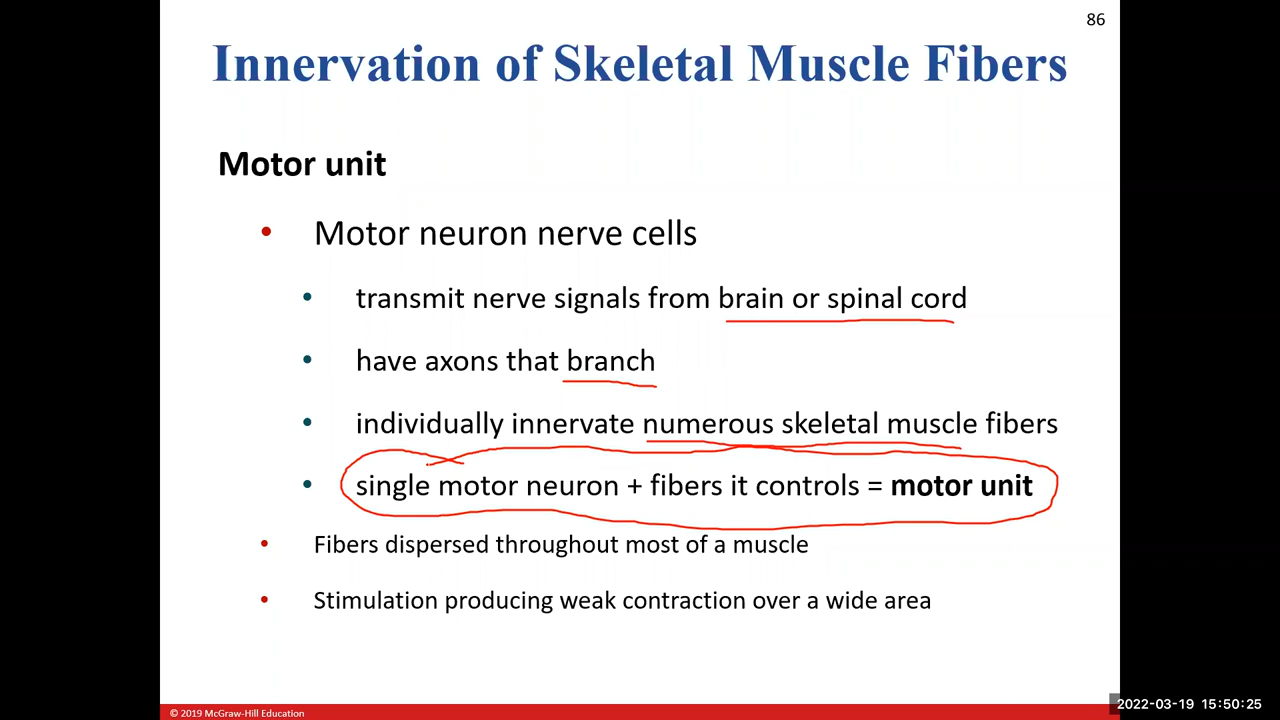 86
Innervation of Skeletal Muscle Fibers
Motor unit
• Motor neuron nerve cells
• transmit nerve signals from brain or spinal cord
• have axons that branch
• individually innervate numerous skeletal muscle fibers
• single motor neuron + fibers it controls = motor unit
• Fibers dispersed throughout most of a muscle
• Stimulation producing weak contraction over a wide area
© 2019 McGraw-Hill Education
2022-03-19 15:50:25